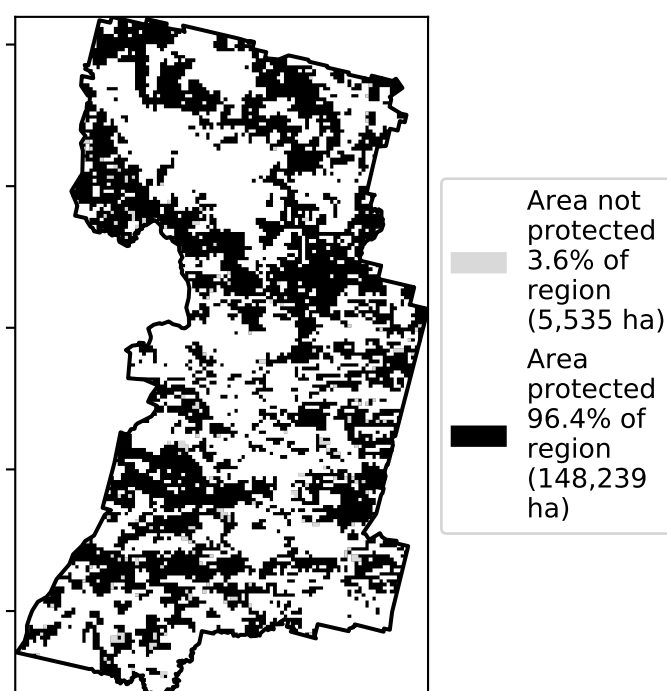 Area not
protected
3.6% of
region
(5,535 ha)
Area
protected
96.4% of
region
(148,239
ha)